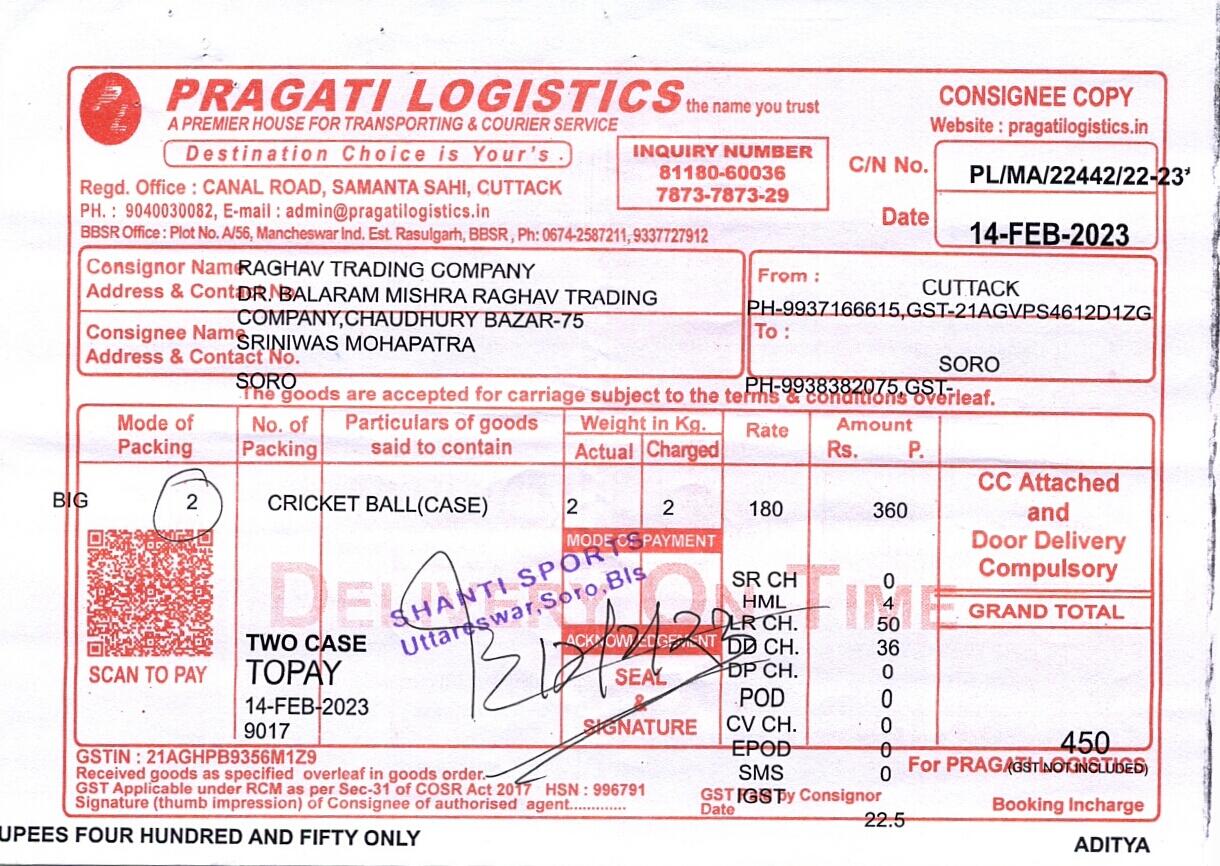 PRAGATI LOGISTICS the name you trust
A PREMIER HOUSE FOR TRANSPORTING & COURIER SERVICE
Destination Choice is Your's.
Regd. Office : CANAL ROAD, SAMANTA SAHI, CUTTACK
PH. : 9040030082, E-mail : admin@pragatilogistics.in
BBSR Office : Plot No. A/56, Mancheswar Ind. Est. Rasulgarh, BBSR, Ph: 0674-2587211, 9337727912
INQUIRY NUMBER
81180-60036
7873-7873-29
CONSIGNEE COPY
Website : pragatilogistics.in
C/N No. PL/MA/22442/22-23
Date 14-FEB-2023
Consignor Name RAGHAV TRADING COMPANY
Address & Contact No. DR. BALARAM MISHRA RAGHAV TRADING
COMPANY,CHAUDHURY BAZAR-75
Consignee Name SRINIWAS MOHAPATRA
Address & Contact No.
SORO
From :
CUTTACK
PH-9937166615,GST-21AGVPS4612D1ZG
To :
SORO
PH-9938382075,GST-
The goods are accepted for carriage subject to the terms & conditions overleaf.
Mode of Packing
No. of Packing
Particulars of goods said to contain
Weight in Kg.
Actual Charged
Rate
Amount
Rs. P.
BIG 2 CRICKET BALL(CASE) 2 2 180 360
CC Attached
and
Door Delivery
Compulsory
GRAND TOTAL
MODE OF PAYMENT
DELIVERY ON TIME
SHANTI SPORTS
Uttareswar,Soro,Bls
ACKNOWLEDGEMENT
SEAL
&
SIGNATURE
SCAN TO PAY
TWO CASE
TOPAY
14-FEB-2023
9017
SR CH 0
HML 4
LR CH. 50
DD CH. 36
DP CH. 0
POD 0
CV CH. 0
EPOD 0
SMS 0
IGST
22.5
450
(GST NOT INCLUDED)
For PRAGATI LOGISTICS
GSTIN : 21AGHPB9356M1Z9
Received goods as specified overleaf in goods order.
GST Applicable under RCM as per Sec-31 of COSR Act 2017 HSN : 996791
Signature (thumb impression) of Consignee of authorised agent.............
GST Paid by Consignor
Date
Booking Incharge
UPEES FOUR HUNDRED AND FIFTY ONLY
ADITYA